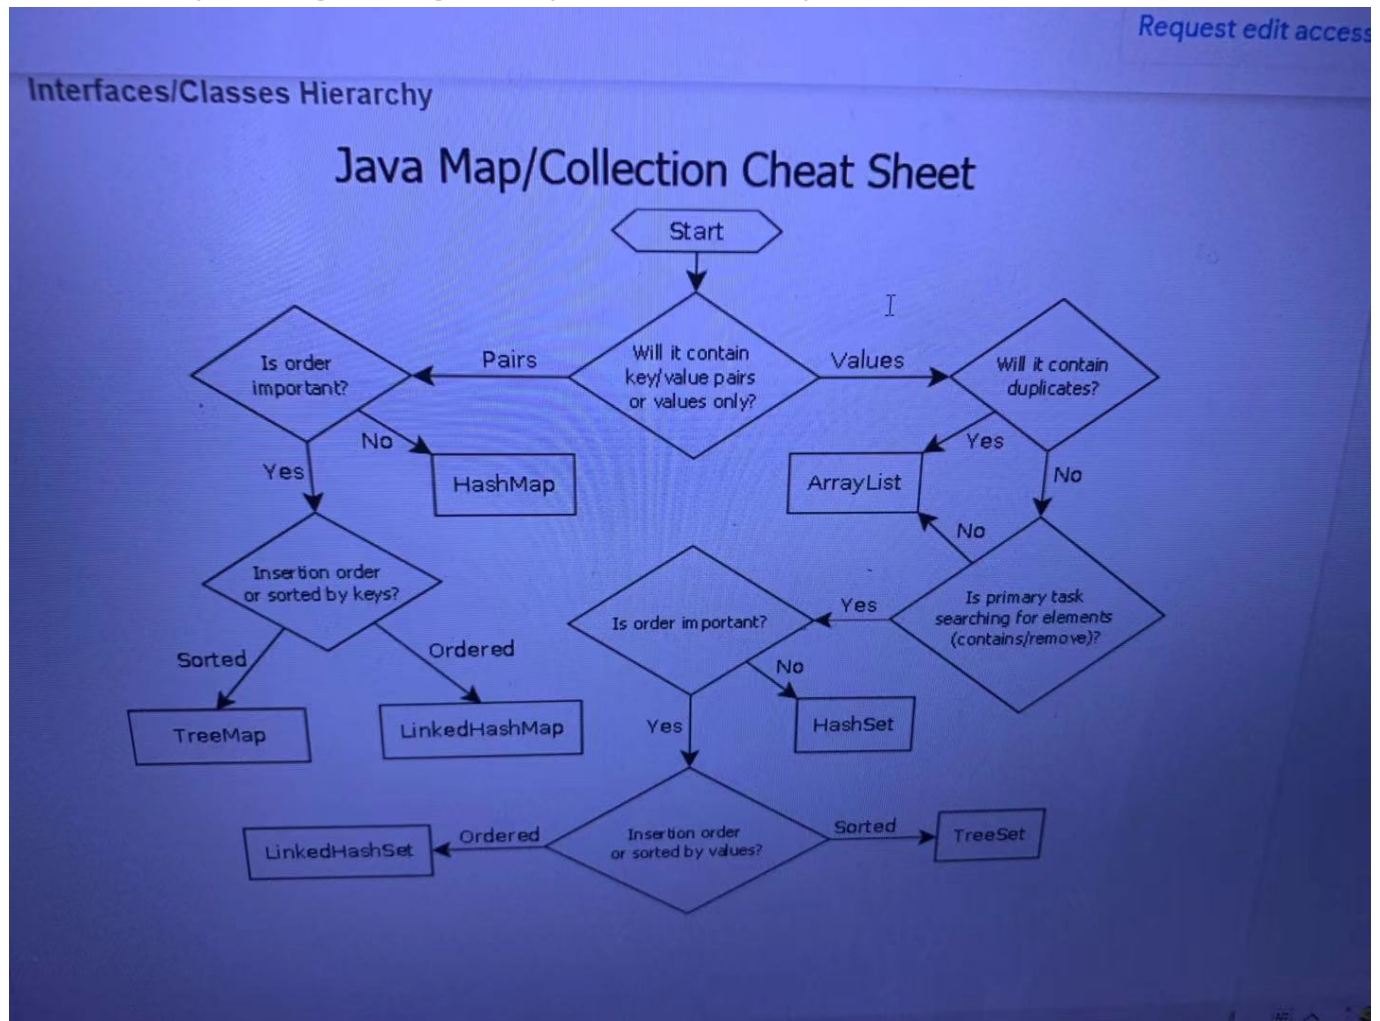 Request edit access
Interfaces/Classes Hierarchy
Java Map/Collection Cheat Sheet
Start
Is order
important?
Pairs
Will it contain
key/value pairs
or values only?
Values
Will it contain
duplicates?
No
Yes
Yes
HashMap
ArrayList
No
No
Insertion order
or sorted by keys?
Is order important?
Yes
Is primary task
searching for elements
(contains/remove)?
Sorted
Ordered
No
TreeMap
LinkedHashMap
Yes
HashSet
LinkedHashSet
Ordered
Insertion order
or sorted by values?
Sorted
TreeSet